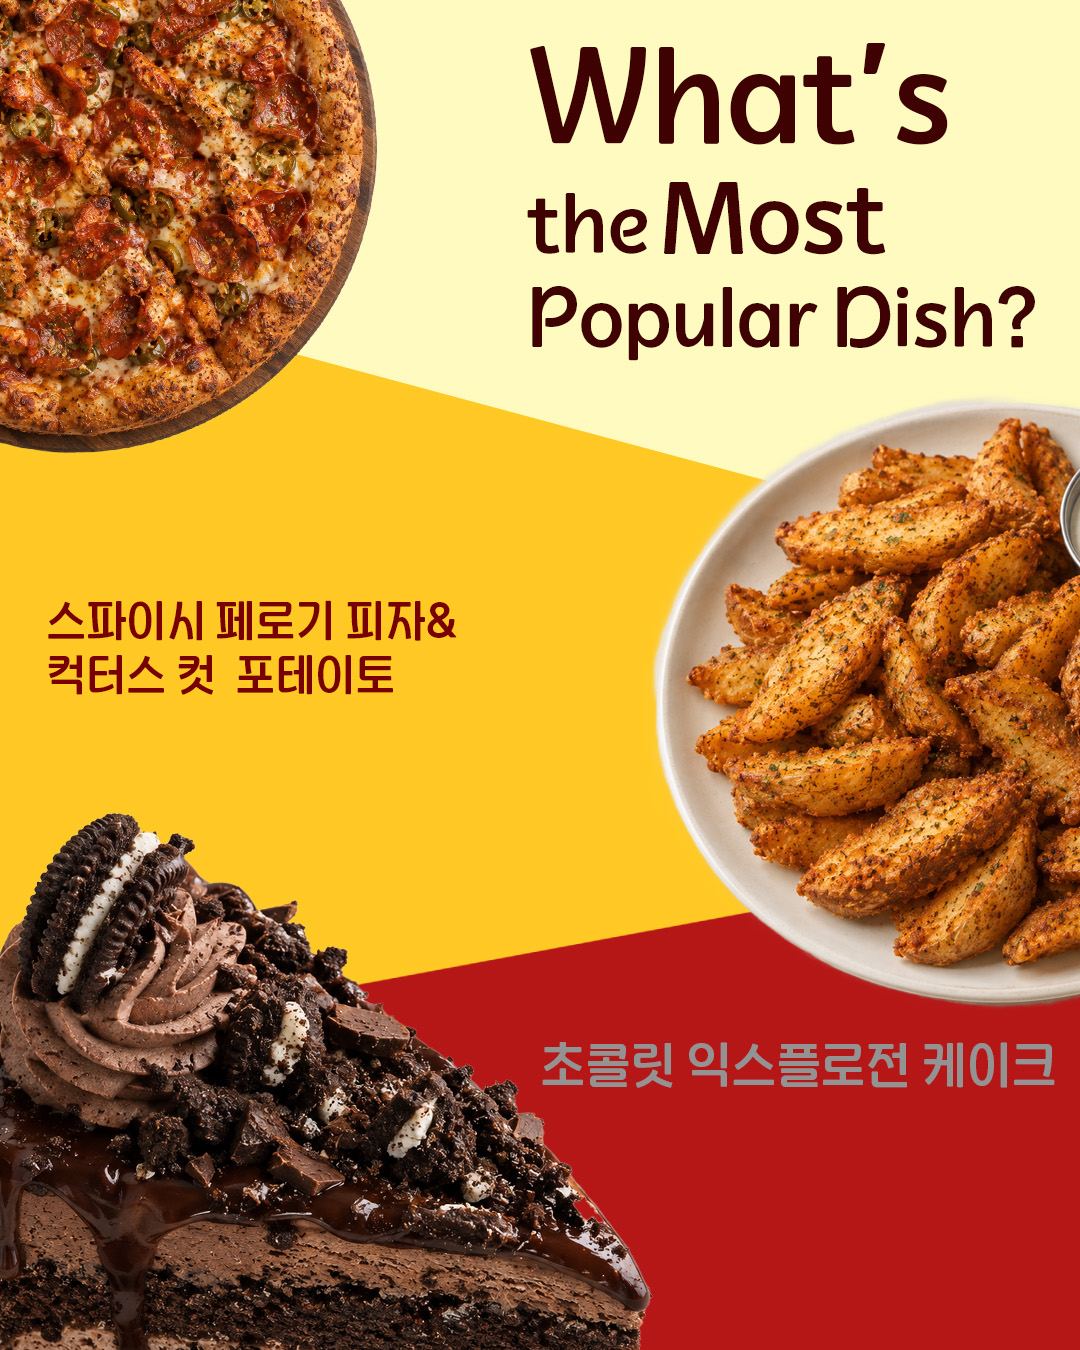 What's
the Most
Popular Dish?
스파이시 페로기 피자&
컥터스 컷 포테이토
초콜릿 익스플로전 케이크